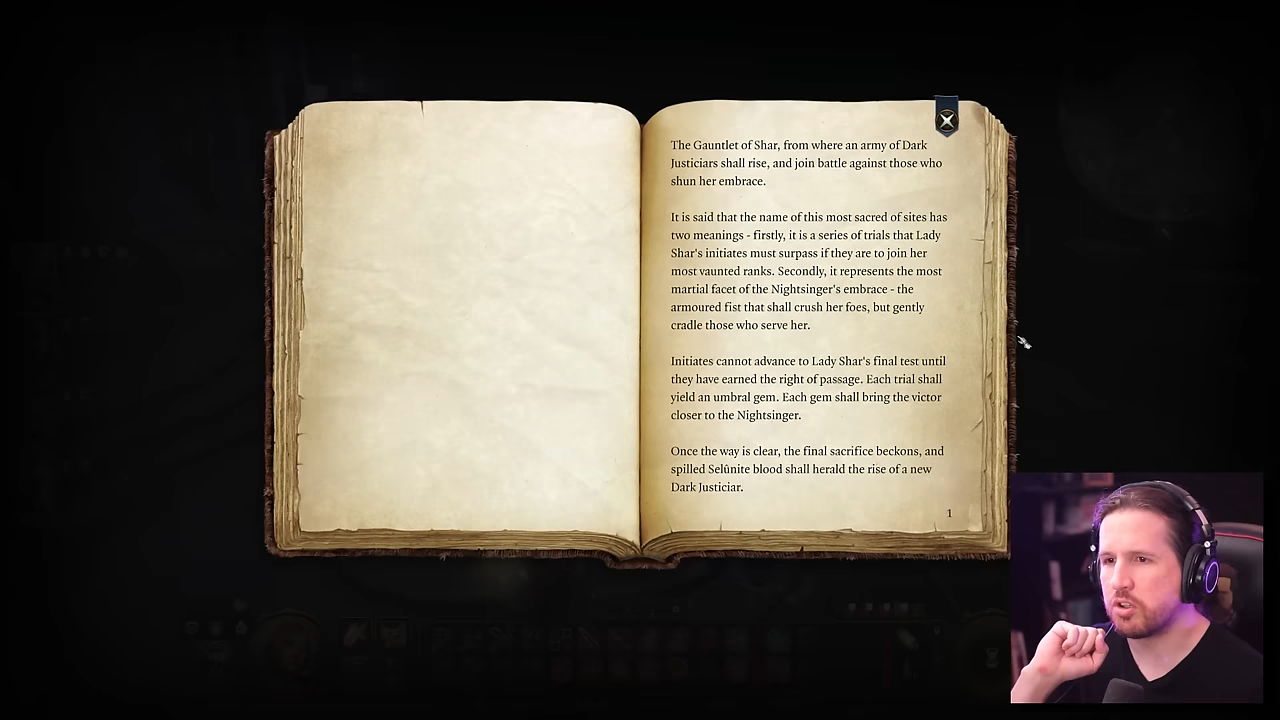 The Gauntlet of Shar, from where an army of Dark
Justiciars shall rise, and join battle against those who
shun her embrace.
It is said that the name of this most sacred of sites has
two meanings - firstly, it is a series of trials that Lady
Shar's initiates must surpass if they are to join her
most vaunted ranks. Secondly, it represents the most
martial facet of the Nightsinger's embrace - the
armoured fist that shall crush her foes, but gently
cradle those who serve her.
Initiates cannot advance to Lady Shar's final test until
they have earned the right of passage. Each trial shall
yield an umbral gem. Each gem shall bring the victor
closer to the Nightsinger.
Once the way is clear, the final sacrifice beckons, and
spilled Selûnite blood shall herald the rise of a new
Dark Justiciar.
1